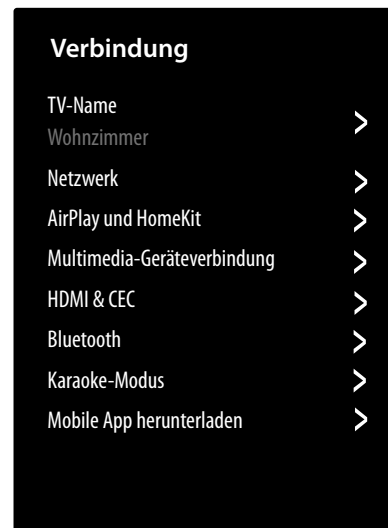 Verbindung
TV-Name
Wohnzimmer
Netzwerk
AirPlay und HomeKit
Multimedia-Geräteverbindung
HDMI & CEC
Bluetooth
Karaoke-Modus
Mobile App herunterladen